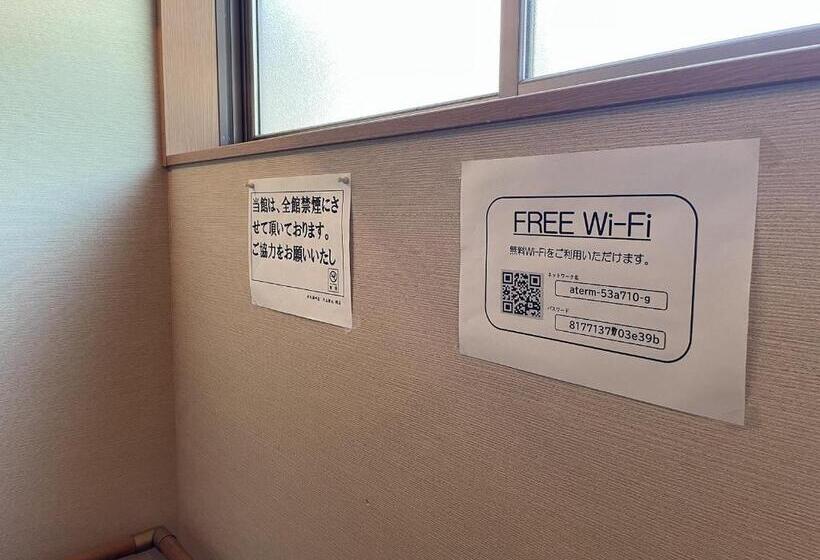 当館は、全館禁煙にさ
せて頂いております。
ご協力をお願いいたし
FREE Wi-Fi
無料Wi-Fiをご利用いただけます。
ネットワーク名
aterm-53a710-g
パスワード